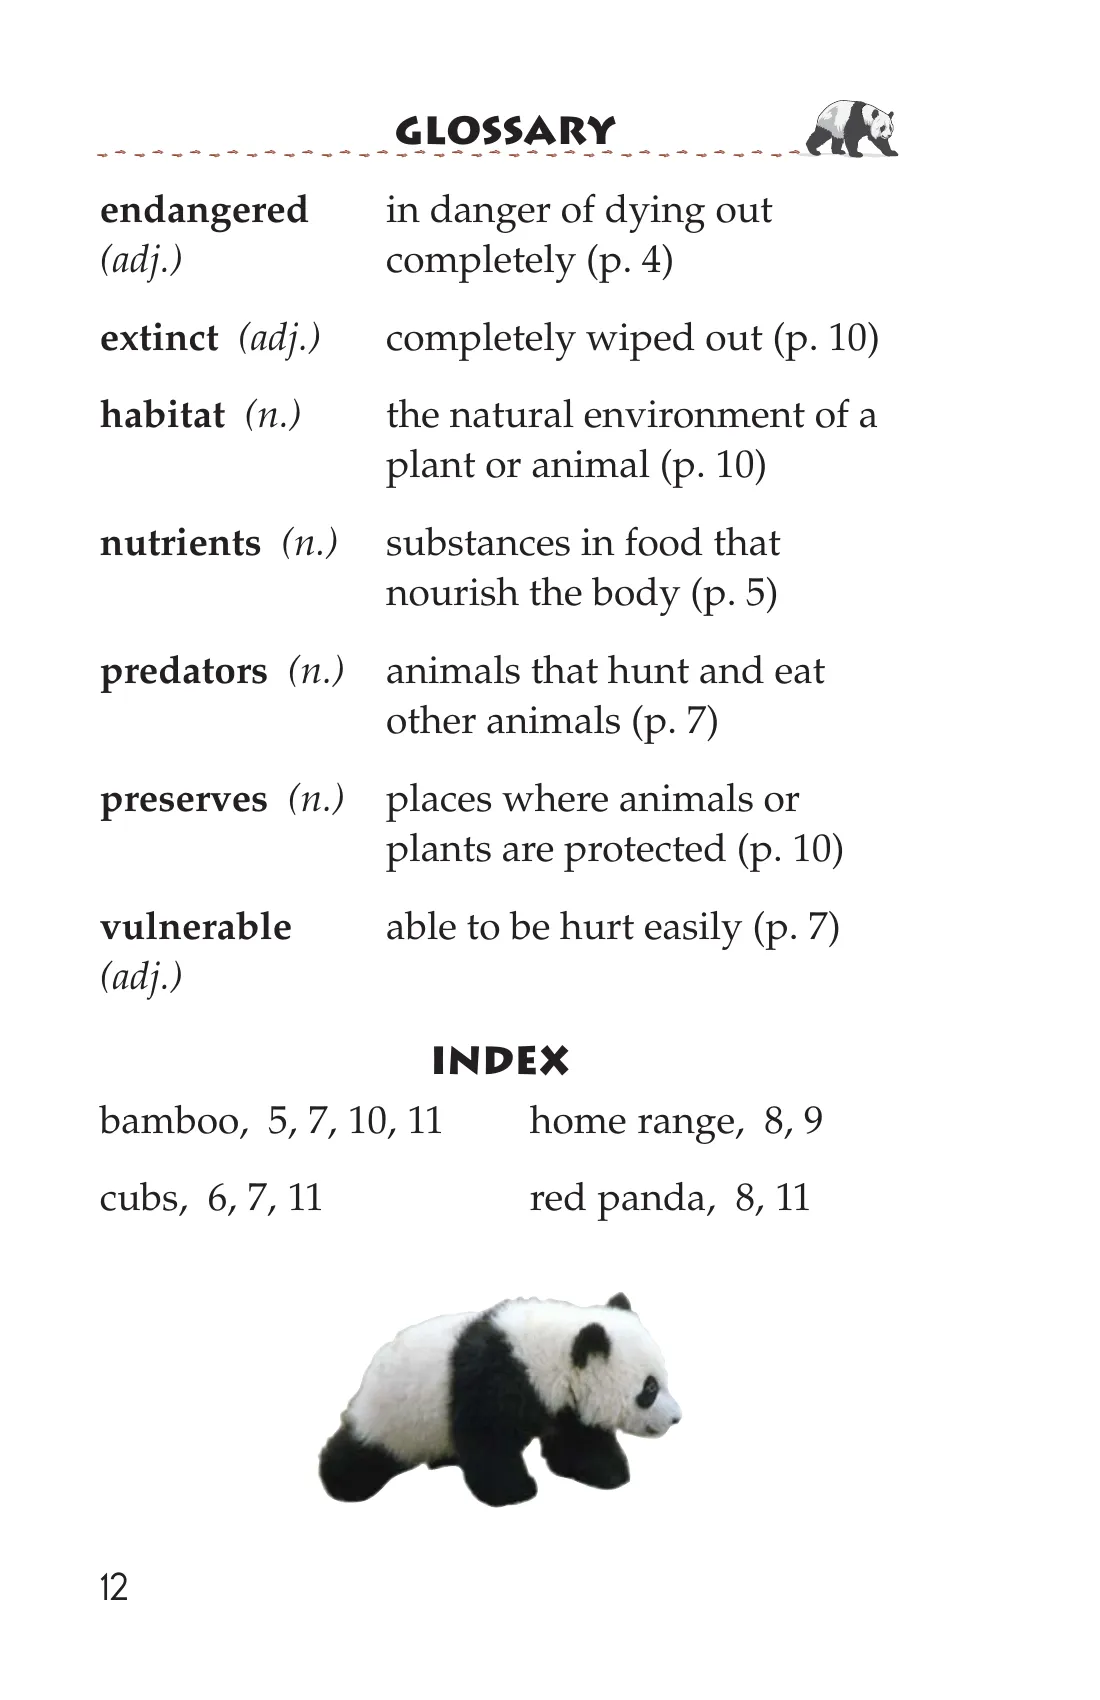 GLOSSARY
endangered in danger of dying out
(adj.) completely (p. 4)
extinct (adj.) completely wiped out (p. 10)
habitat (n.) the natural environment of a
plant or animal (p. 10)
nutrients (n.) substances in food that
nourish the body (p. 5)
predators (n.) animals that hunt and eat
other animals (p. 7)
preserves (n.) places where animals or
plants are protected (p. 10)
vulnerable able to be hurt easily (p. 7)
(adj.)
INDEX
bamboo, 5, 7, 10, 11 home range, 8, 9
cubs, 6, 7, 11 red panda, 8, 11
12